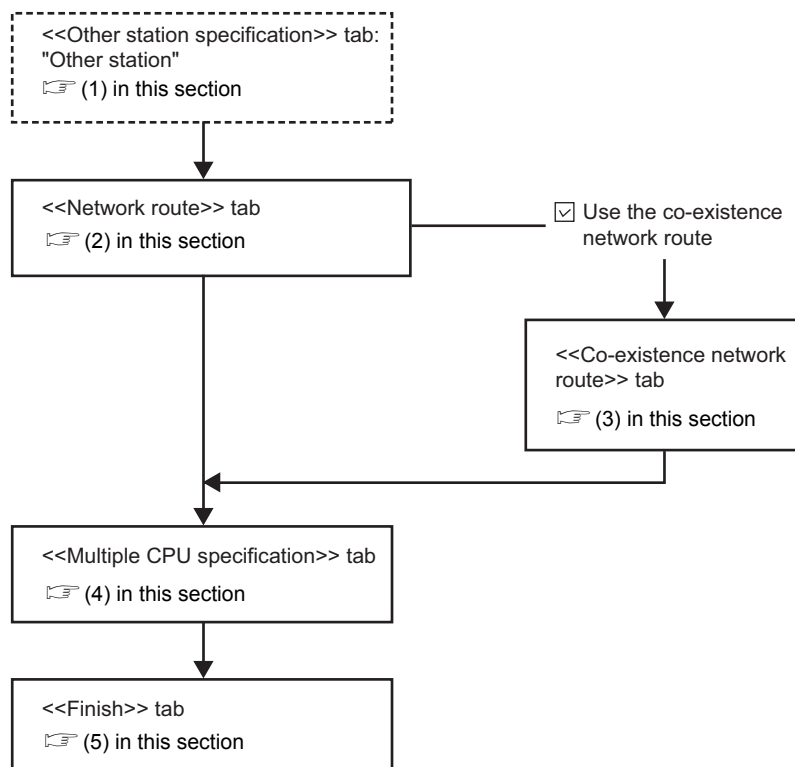 <<Other station specification>> tab:
"Other station"
☞ (1) in this section
<<Network route>> tab
☞ (2) in this section
☑ Use the co-existence
network route
<<Co-existence network
route>> tab
☞ (3) in this section
<<Multiple CPU specification>> tab
☞ (4) in this section
<<Finish>> tab
☞ (5) in this section